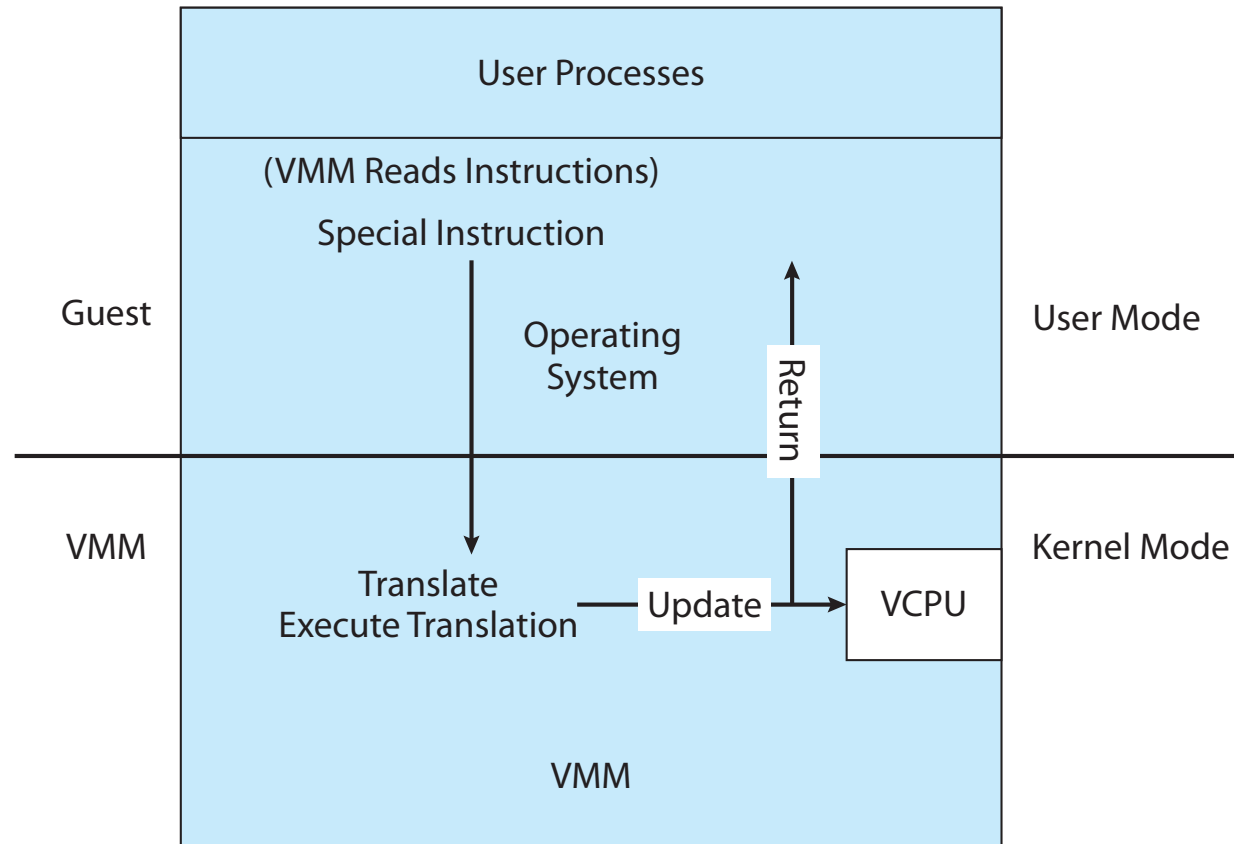 User Processes
(VMM Reads Instructions)
Special Instruction
Guest
User Mode
Operating
System
Return
VMM
Kernel Mode
Translate
Execute Translation
Update
VCPU
VMM